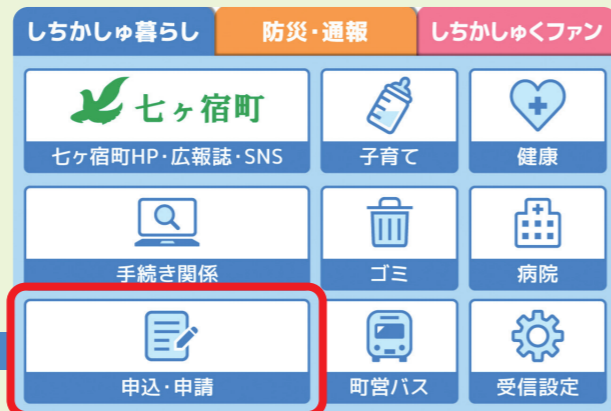 しちかしゅ暮らし 防災・通報 しちかしゅくファン
七ヶ宿町
七ヶ宿町HP・広報誌・SNS 子育て 健康
手続き関係 ゴミ 病院
申込・申請 町営バス 受信設定